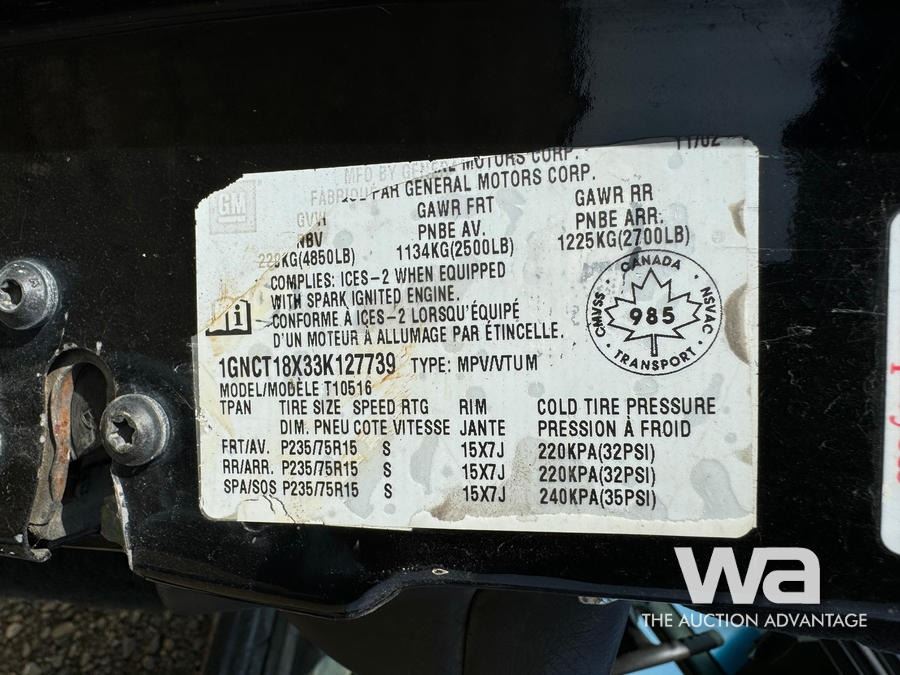 11/02
MFD BY GENERAL MOTORS CORP.
PAR GENERAL MOTORS CORP.
GM
GAWR FRT
GAWR RR
NBV
PNBE AV.
PNBE ARR.
KG(4850LB)
1134KG(2500LB)
1225KG(2700LB)
COMPLIES: ICES-2 WHEN EQUIPPED
WITH SPARK IGNITED ENGINE.
CONFORME À ICES-2 LORSQU'ÉQUIPÉ
D'UN MOTEUR A ALLUMAGE PAR ÉTINCELLE.
CANADA
CMVSS
985
NSVAC
TRANSPORT
1GNCT18X33K127739 TYPE: MPV/VTUM
MODEL/MODÈLE T10516
TPAN TIRE SIZE SPEED RTG RIM COLD TIRE PRESSURE
DIM. PNEU COTE VITESSE JANTE PRESSION À FROID
FRT/AV. P235/75R15 S 15X7J 220KPA(32PSI)
RR/ARR. P235/75R15 S 15X7J 220KPA(32PSI)
SPA/SOS P235/75R15 S 15X7J 240KPA(35PSI)
wa
THE AUCTION ADVANTAGE